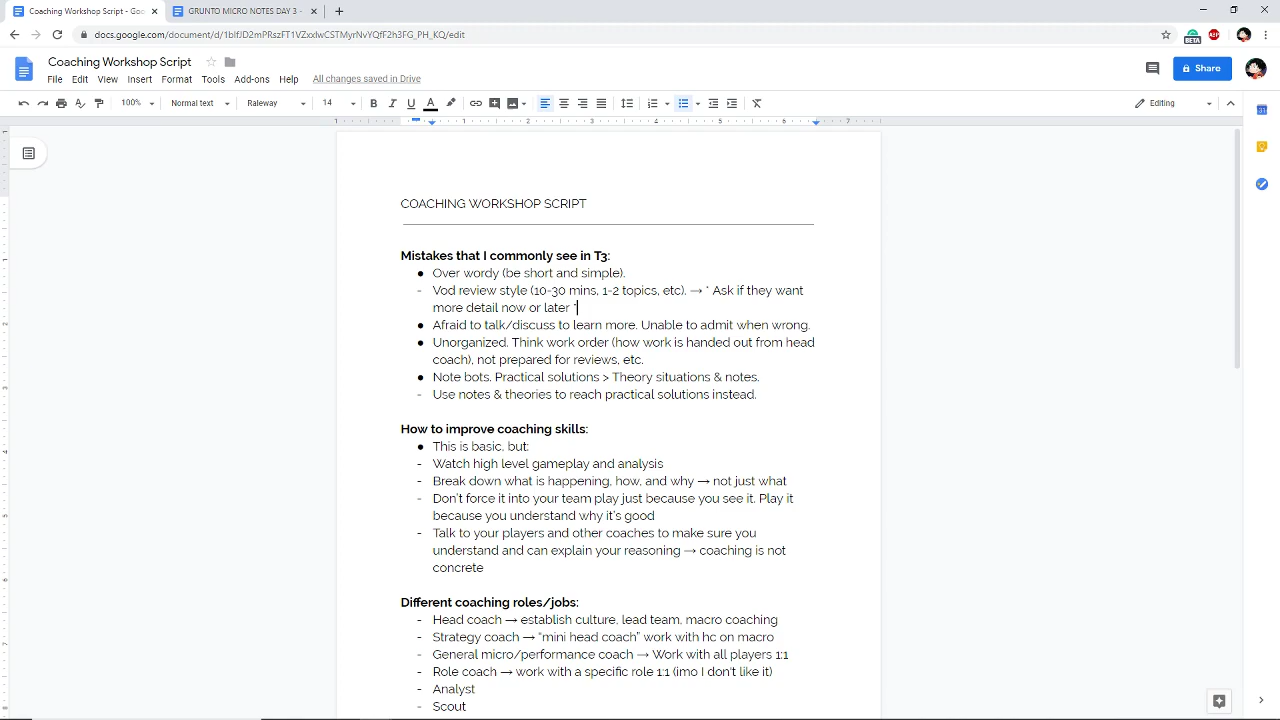 Coaching Workshop Script - Goo
GRUNTO MICRO NOTES DAY 3 -
docs.google.com/document/d/1blfJD2mPRszFT1VZxxlwCSTMyrNvYQfF2h3FG_PH_KQ/edit
BETA
ABP
Coaching Workshop Script
File Edit View Insert Format Tools Add-ons Help All changes saved in Drive
Share
100% Normal text Raleway 14 B I U A Editing
1 1 2 3 4 5 6 7
31
COACHING WORKSHOP SCRIPT
Mistakes that I commonly see in T3:
● Over wordy (be short and simple).
- Vod review style (10-30 mins, 1-2 topics, etc). → * Ask if they want
more detail now or later *
● Afraid to talk/discuss to learn more. Unable to admit when wrong.
● Unorganized. Think work order (how work is handed out from head
coach), not prepared for reviews, etc.
● Note bots. Practical solutions > Theory situations & notes.
- Use notes & theories to reach practical solutions instead.
How to improve coaching skills:
● This is basic, but:
- Watch high level gameplay and analysis
- Break down what is happening, how, and why → not just what
- Don't force it into your team play just because you see it. Play it
because you understand why it's good
- Talk to your players and other coaches to make sure you
understand and can explain your reasoning → coaching is not
concrete
Different coaching roles/jobs:
- Head coach → establish culture, lead team, macro coaching
- Strategy coach → “mini head coach” work with hc on macro
- General micro/performance coach → Work with all players 1:1
- Role coach → work with a specific role 1:1 (imo I don't like it)
- Analyst
- Scout